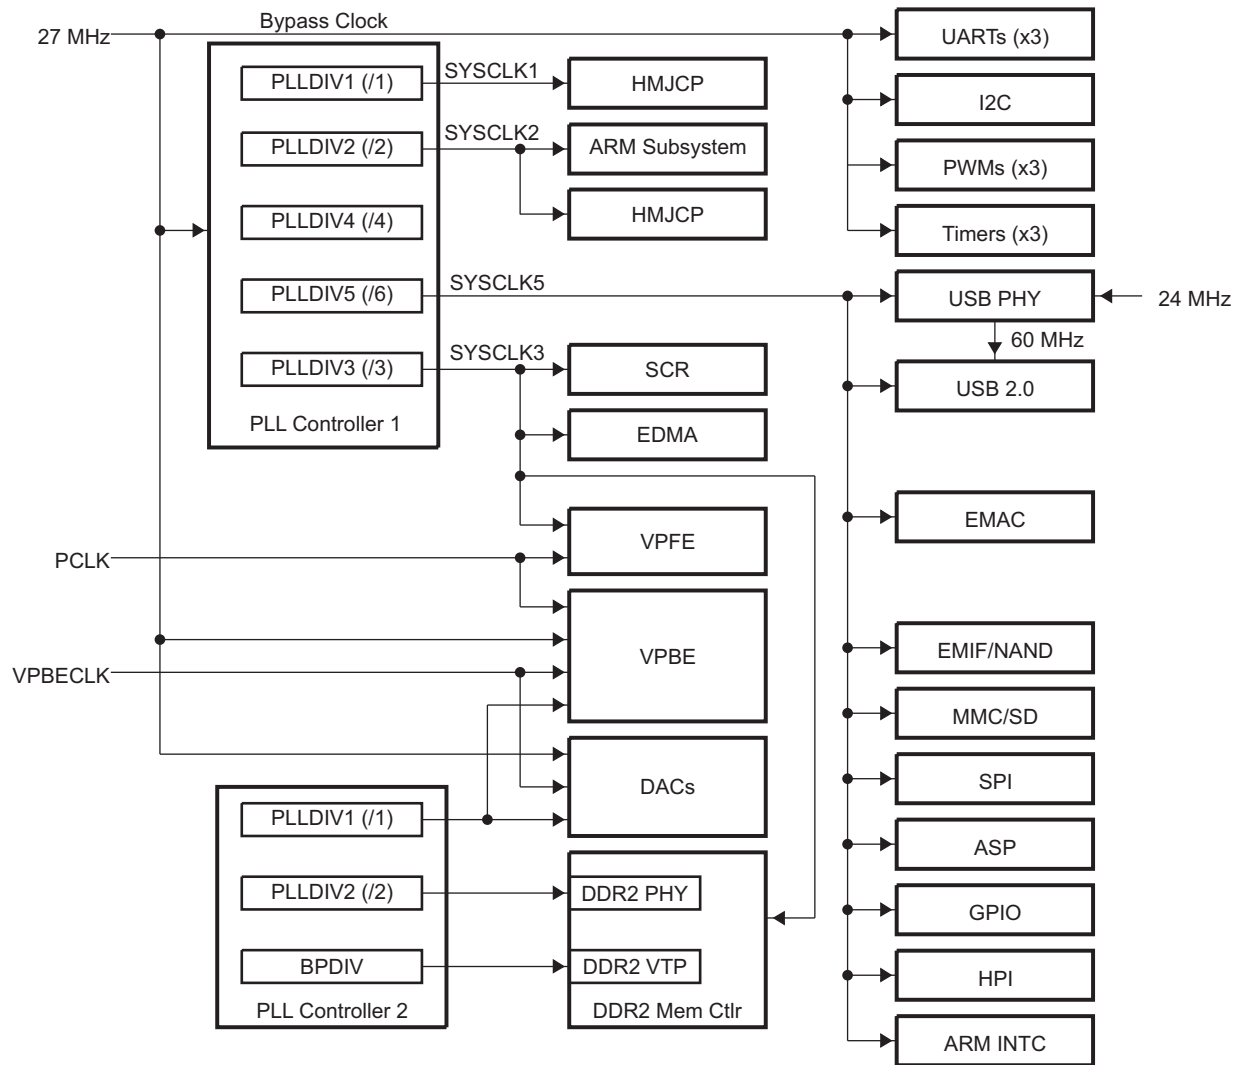 Bypass Clock
27 MHz
UARTs (x3)
PLLDIV1 (/1)
SYSCLK1
HMJCP
I2C
PLLDIV2 (/2)
SYSCLK2
ARM Subsystem
PWMs (x3)
PLLDIV4 (/4)
HMJCP
Timers (x3)
PLLDIV5 (/6)
SYSCLK5
USB PHY
24 MHz
60 MHz
PLLDIV3 (/3)
SYSCLK3
SCR
USB 2.0
PLL Controller 1
EDMA
EMAC
VPFE
PCLK
VPBE
EMIF/NAND
VPBECLK
MMC/SD
DACs
SPI
PLLDIV1 (/1)
ASP
PLLDIV2 (/2)
DDR2 PHY
GPIO
BPDIV
DDR2 VTP
HPI
PLL Controller 2
DDR2 Mem Ctlr
ARM INTC